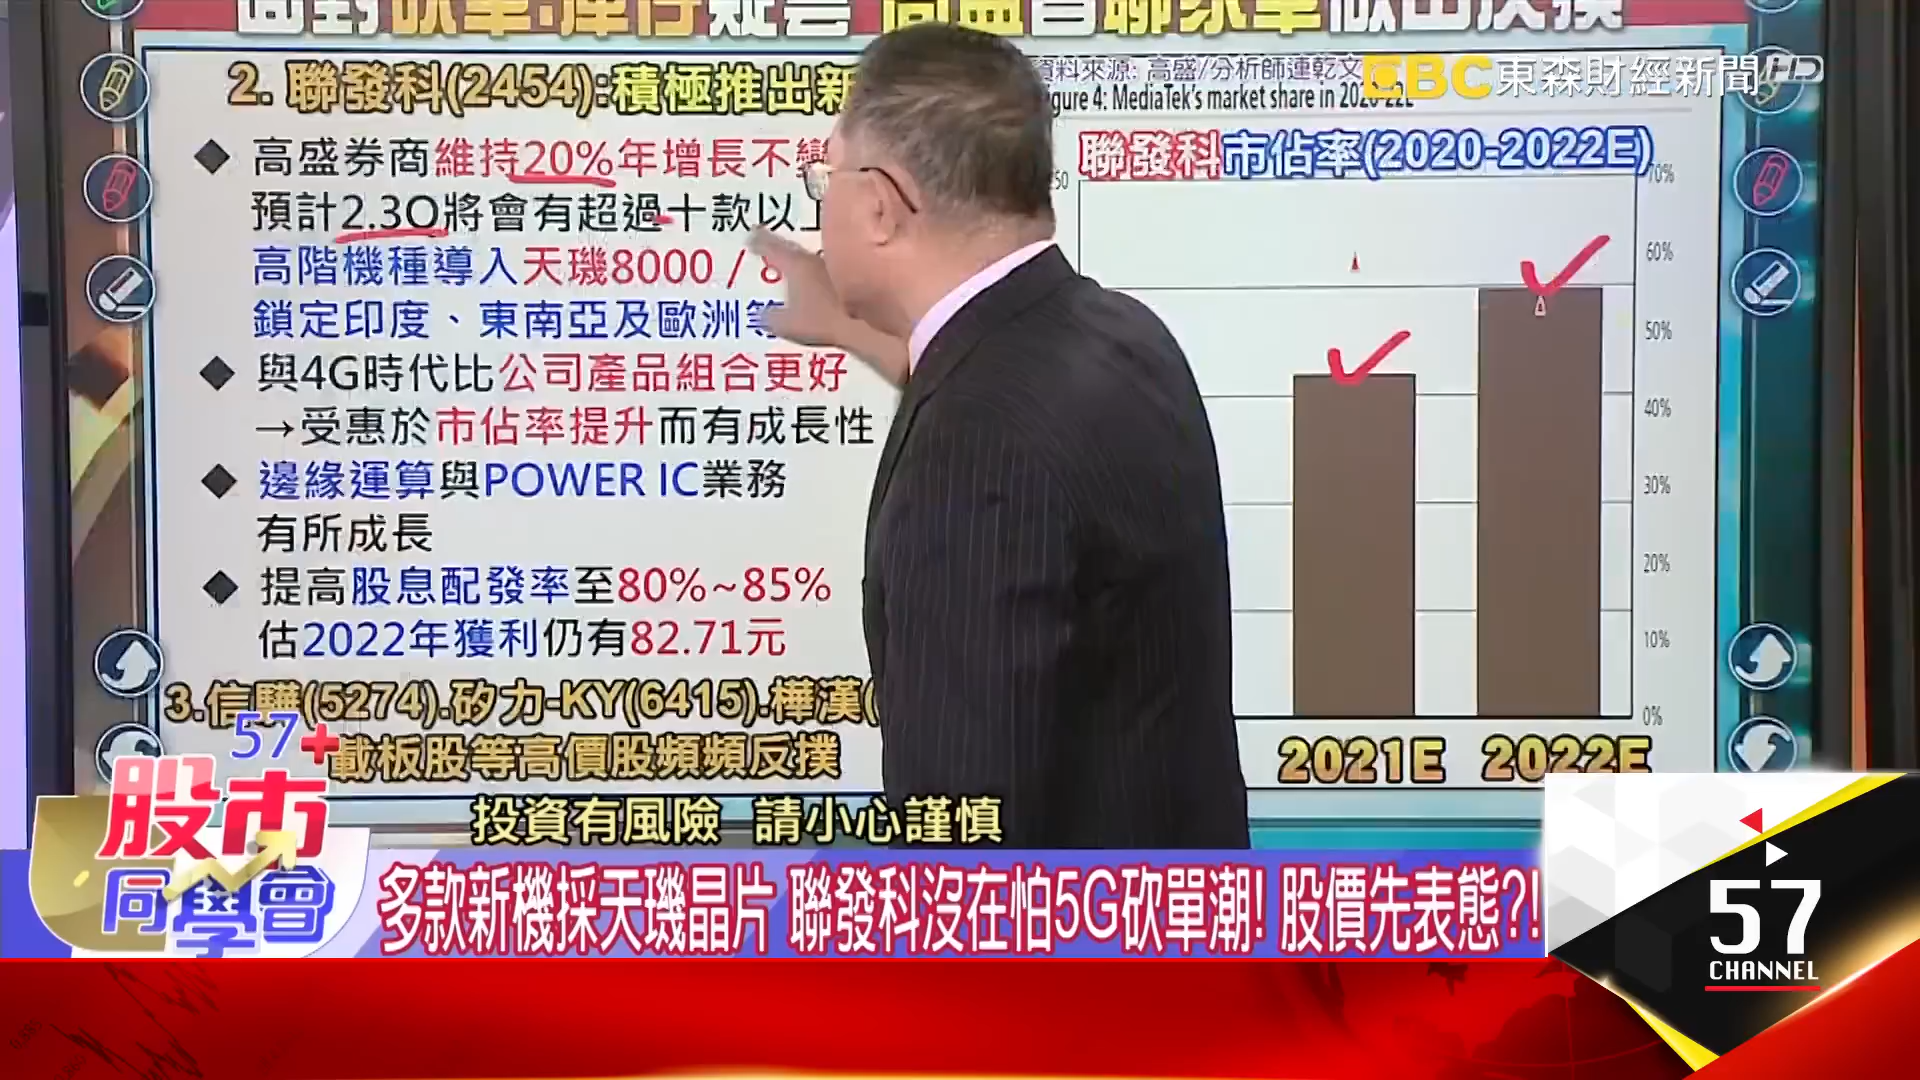 2. 聯發科(2454):積極推出新
資料來源: 高盛/分析師連乾文
EBC東森財經新聞HD
igure 4: MediaTek's market share in 2020-22E
聯發科市佔率(2020-2022E)
高盛券商維持20%年增長不變
預計2.3Q將會有超過十款以上
高階機種導入天璣8000 / 8
鎖定印度、東南亞及歐洲等
與4G時代比公司產品組合更好
→受惠於市佔率提升而有成長性
邊緣運算與POWER IC業務
有所成長
提高股息配發率至80%~85%
估2022年獲利仍有82.71元
3.信驊(5274).矽力-KY(6415).樺漢(
載板股等高價股頻頻反撲
70%
60%
50%
40%
30%
20%
10%
0%
2021E 2022E
投資有風險 請小心謹慎
57+
股市
同學會
多款新機採天璣晶片 聯發科沒在怕5G砍單潮! 股價先表態?!
57
CHANNEL